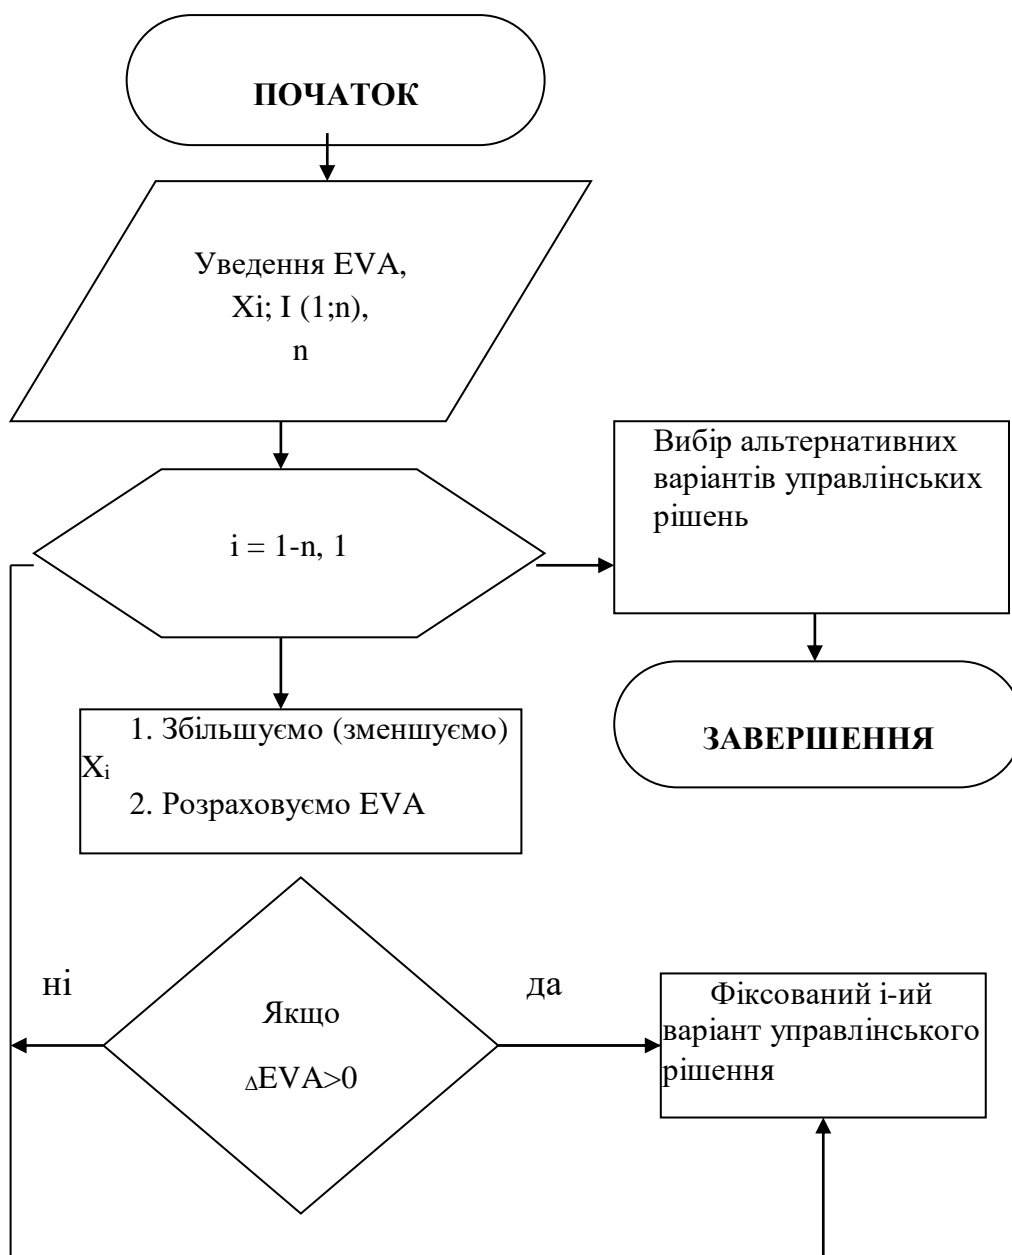 ПОЧАТОК
Уведення EVA,
Xi; I (1;n),
n
i = 1-n, 1
Вибір альтернативних
варіантів управлінських
рішень
ЗАВЕРШЕННЯ
1. Збільшуємо (зменшуємо)
Xᵢ
2. Розраховуємо EVA
ні
да
Якщо
ΔEVA>0
Фіксований i-ий
варіант управлінського
рішення